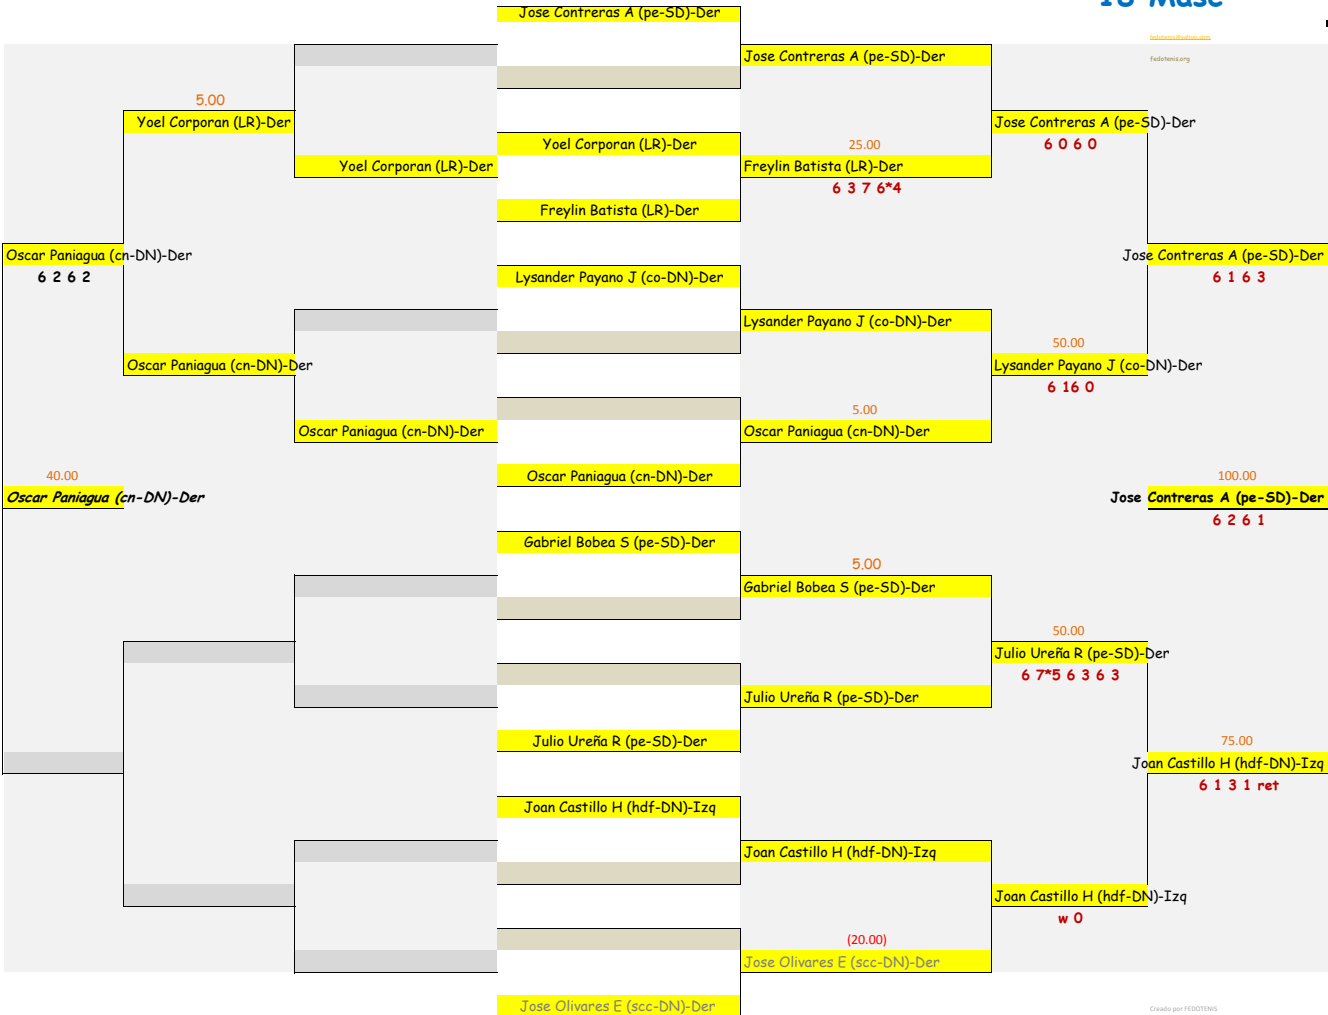 Jose Contreras A (pe-SD)-Der
18 Masc
fedotenis@yahoo.com
Jose Contreras A (pe-SD)-Der
fedotenis.org
5.00
Yoel Corporan (LR)-Der
Jose Contreras A (pe-SD)-Der
Yoel Corporan (LR)-Der
25.00
6 0 6 0
Yoel Corporan (LR)-Der
Freylin Batista (LR)-Der
6 3 7 6*4
Freylin Batista (LR)-Der
Oscar Paniagua (cn-DN)-Der
Jose Contreras A (pe-SD)-Der
6 2 6 2
Lysander Payano J (co-DN)-Der
6 1 6 3
Lysander Payano J (co-DN)-Der
50.00
Oscar Paniagua (cn-DN)-Der
Lysander Payano J (co-DN)-Der
6 16 0
5.00
Oscar Paniagua (cn-DN)-Der
Oscar Paniagua (cn-DN)-Der
40.00
Oscar Paniagua (cn-DN)-Der
100.00
Oscar Paniagua (cn-DN)-Der
Jose Contreras A (pe-SD)-Der
6 2 6 1
Gabriel Bobea S (pe-SD)-Der
5.00
Gabriel Bobea S (pe-SD)-Der
50.00
Julio Ureña R (pe-SD)-Der
6 7*5 6 3 6 3
Julio Ureña R (pe-SD)-Der
Julio Ureña R (pe-SD)-Der
75.00
Joan Castillo H (hdf-DN)-Izq
6 1 3 1 ret
Joan Castillo H (hdf-DN)-Izq
Joan Castillo H (hdf-DN)-Izq
Joan Castillo H (hdf-DN)-Izq
w 0
(20.00)
Jose Olivares E (scc-DN)-Der
Jose Olivares E (scc-DN)-Der
Creado por FEDOTENIS